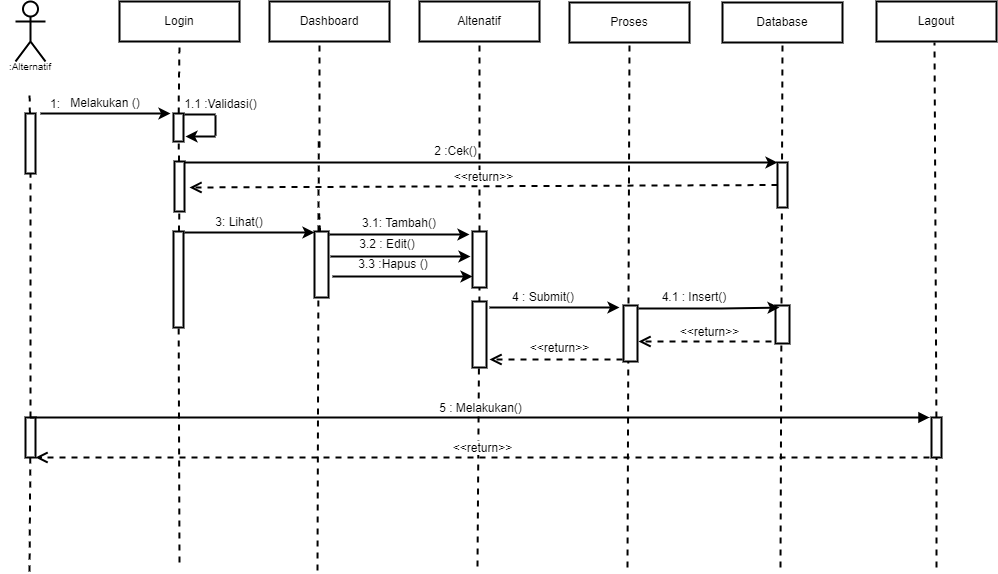 Login
Dashboard
Altenatif
Proses
Database
Lagout
:Alternatif
1: Melakukan ()
1.1 :Validasi()
2 :Cek()
<<return>>
3: Lihat()
3.1: Tambah()
3.2 : Edit()
3.3 :Hapus ()
4 : Submit()
4.1 : Insert()
<<return>>
<<return>>
5 : Melakukan()
<<return>>